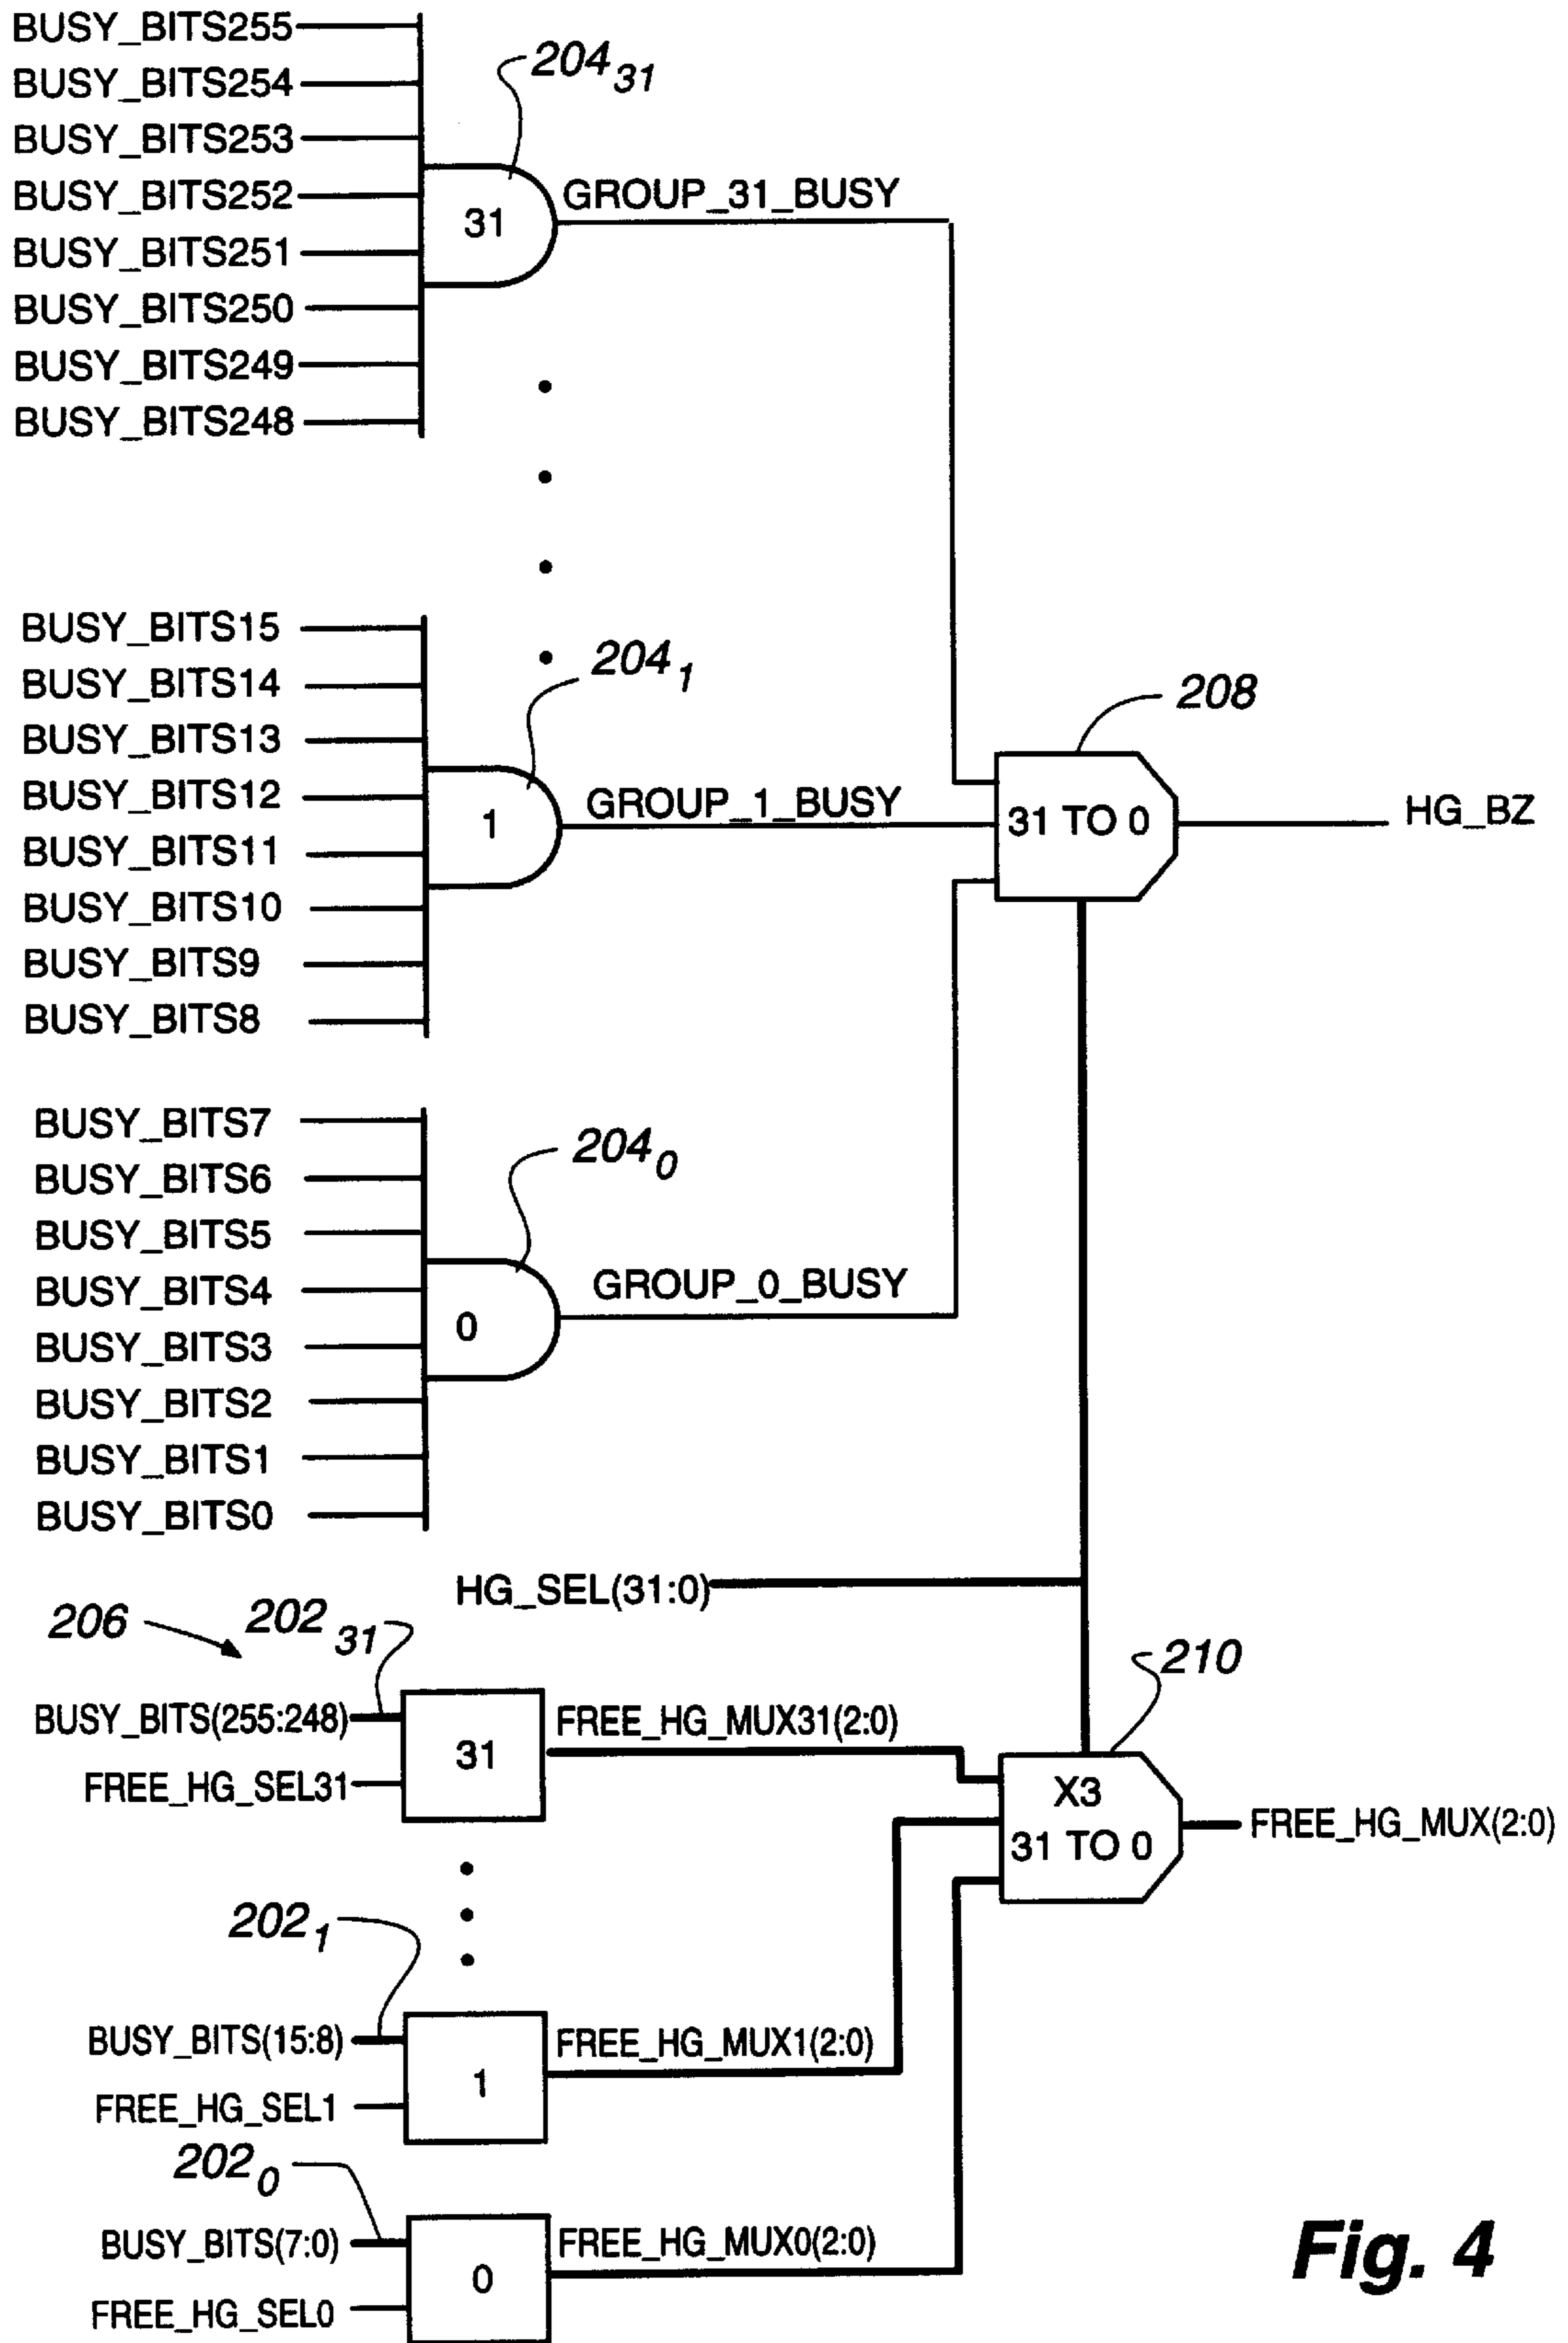 BUSY_BITS255
BUSY_BITS254
BUSY_BITS253
BUSY_BITS252
BUSY_BITS251
BUSY_BITS250
BUSY_BITS249
BUSY_BITS248
204 31
31
GROUP_31_BUSY
BUSY_BITS15
BUSY_BITS14
BUSY_BITS13
BUSY_BITS12
BUSY_BITS11
BUSY_BITS10
BUSY_BITS9
BUSY_BITS8
204 1
1
GROUP_1_BUSY
208
31 TO 0
HG_BZ
BUSY_BITS7
BUSY_BITS6
BUSY_BITS5
BUSY_BITS4
BUSY_BITS3
BUSY_BITS2
BUSY_BITS1
BUSY_BITS0
204 0
0
GROUP_0_BUSY
HG_SEL(31:0)
206
202 31
BUSY_BITS(255:248)
FREE_HG_SEL31
31
FREE_HG_MUX31(2:0)
210
X3
31 TO 0
FREE_HG_MUX(2:0)
202 1
BUSY_BITS(15:8)
FREE_HG_SEL1
1
FREE_HG_MUX1(2:0)
202 0
BUSY_BITS(7:0)
FREE_HG_SEL0
0
FREE_HG_MUX0(2:0)
Fig. 4